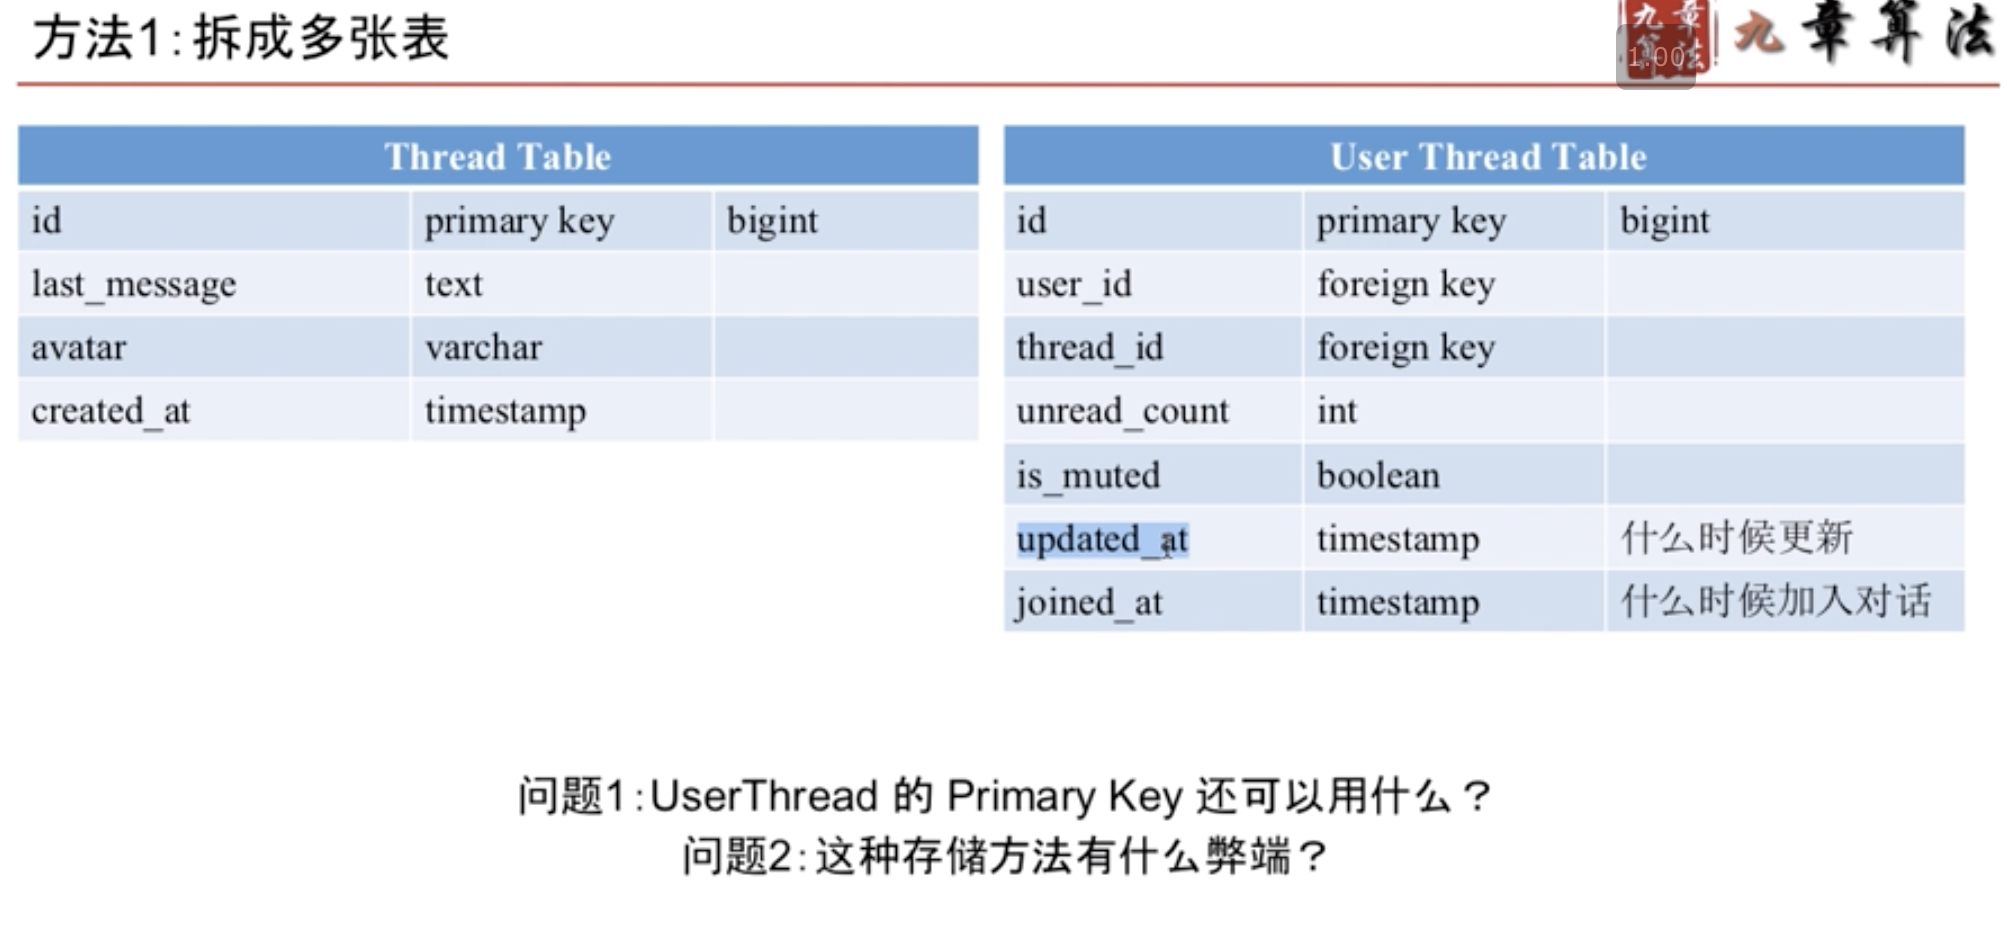 方法1:拆成多张表
九章算法
1.00
九章算法
Thread Table
id primary key bigint
last_message text
avatar varchar
created_at timestamp
User Thread Table
id primary key bigint
user_id foreign key
thread_id foreign key
unread_count int
is_muted boolean
updated_at timestamp 什么时候更新
joined_at timestamp 什么时候加入对话
问题1:UserThread 的 Primary Key 还可以用什么？
问题2:这种存储方法有什么弊端？